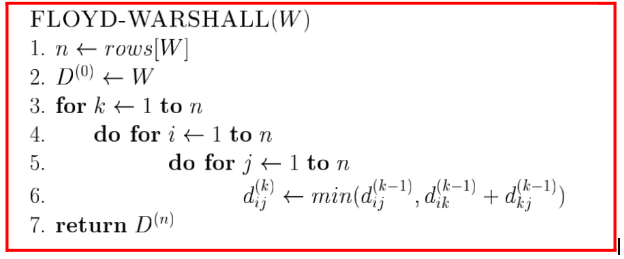 FLOYD-WARSHALL(W)
1. n ← rows[W]
2. D^(0) ← W
3. for k ← 1 to n
4. do for i ← 1 to n
5. do for j ← 1 to n
6. d_ij^(k) ← min(d_ij^(k−1), d_ik^(k−1) + d_kj^(k−1))
7. return D^(n)